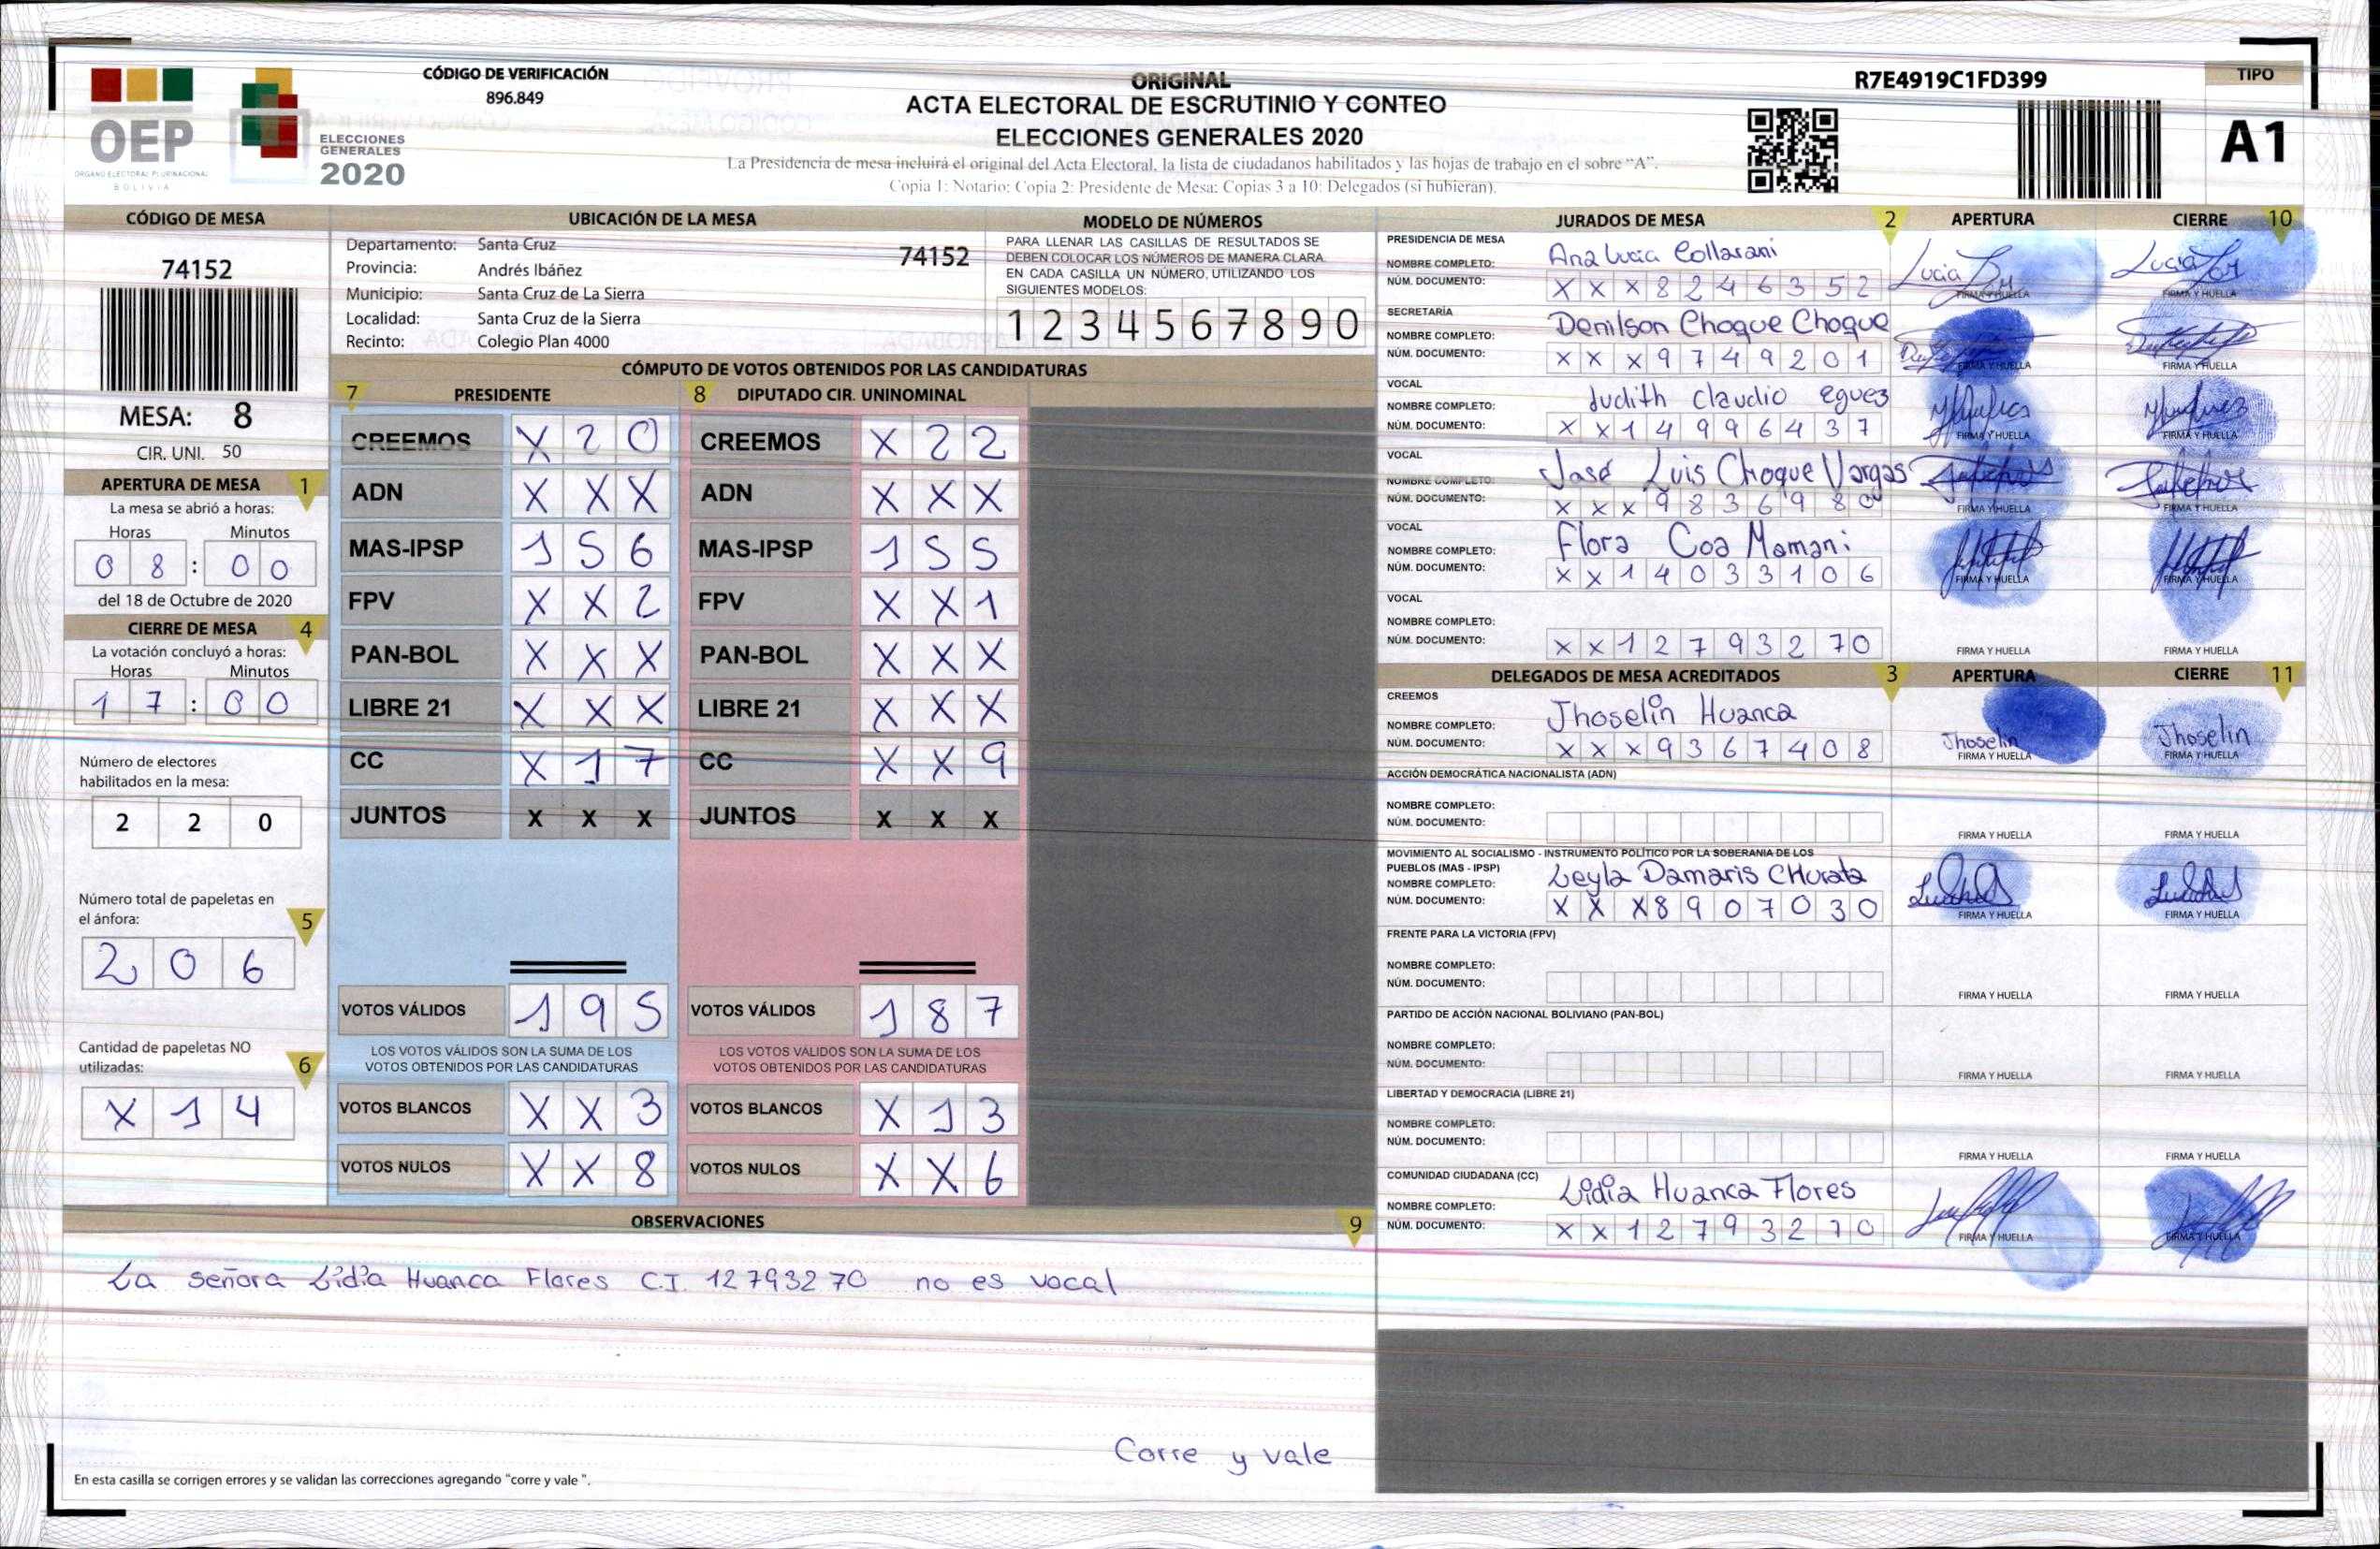 OEP
ÓRGANO ELECTORAL PLURINACIONAL
BOLIVIA
ELECCIONES
GENERALES
2020
CÓDIGO DE VERIFICACIÓN
896.849
ORIGINAL
ACTA ELECTORAL DE ESCRUTINIO Y CONTEO
ELECCIONES GENERALES 2020
La Presidencia de mesa incluirá el original del Acta Electoral, la lista de ciudadanos habilitados y las hojas de trabajo en el sobre "A".
Copia 1: Notario; Copia 2: Presidente de Mesa: Copias 3 a 10: Delegados (si hubieran).
R7E4919C1FD399
TIPO
A1
CÓDIGO DE MESA
74152
MESA: 8
CIR. UNI. 50
APERTURA DE MESA 1
La mesa se abrió a horas:
Horas Minutos
0 8 : 0 0
del 18 de Octubre de 2020
CIERRE DE MESA 4
La votación concluyó a horas:
Horas Minutos
1 7 : 0 0
Número de electores
habilitados en la mesa:
2 2 0
Número total de papeletas en
el ánfora: 5
2 0 6
Cantidad de papeletas NO
utilizadas: 6
X 1 4
UBICACIÓN DE LA MESA
Departamento: Santa Cruz
74152
Provincia: Andrés Ibáñez
Municipio: Santa Cruz de La Sierra
Localidad: Santa Cruz de la Sierra
Recinto: Colegio Plan 4000
MODELO DE NÚMEROS
PARA LLENAR LAS CASILLAS DE RESULTADOS SE
DEBEN COLOCAR LOS NÚMEROS DE MANERA CLARA
EN CADA CASILLA UN NÚMERO, UTILIZANDO LOS
SIGUIENTES MODELOS:
1 2 3 4 5 6 7 8 9 0
CÓMPUTO DE VOTOS OBTENIDOS POR LAS CANDIDATURAS
7 PRESIDENTE 8 DIPUTADO CIR. UNINOMINAL
CREEMOS X 2 0 CREEMOS X 2 2
ADN X X X ADN X X X
MAS-IPSP 1 5 6 MAS-IPSP 1 5 5
FPV X X 2 FPV X X 1
PAN-BOL X X X PAN-BOL X X X
LIBRE 21 X X X LIBRE 21 X X X
CC X 1 7 CC X X 9
JUNTOS X X X JUNTOS X X X
VOTOS VÁLIDOS 1 9 5 VOTOS VÁLIDOS 1 8 7
LOS VOTOS VÁLIDOS SON LA SUMA DE LOS LOS VOTOS VÁLIDOS SON LA SUMA DE LOS
VOTOS OBTENIDOS POR LAS CANDIDATURAS VOTOS OBTENIDOS POR LAS CANDIDATURAS
VOTOS BLANCOS X X 3 VOTOS BLANCOS X 1 3
VOTOS NULOS X X 8 VOTOS NULOS X X 6
OBSERVACIONES 9
La señora Lidia Huanca Flores C.I. 12793270 no es vocal
Corre y vale
En esta casilla se corrigen errores y se validan las correcciones agregando "corre y vale ".
JURADOS DE MESA 2 APERTURA CIERRE 10
PRESIDENCIA DE MESA
NOMBRE COMPLETO: Ana Lucia Collarani
NÚM. DOCUMENTO: X X X 8 2 4 6 3 5 2
FIRMA Y HUELLA FIRMA Y HUELLA
SECRETARÍA
NOMBRE COMPLETO: Denilson Choque Choque
NÚM. DOCUMENTO: X X X 9 7 4 9 2 0 1
FIRMA Y HUELLA FIRMA Y HUELLA
VOCAL
NOMBRE COMPLETO: Judith claudio eguez
NÚM. DOCUMENTO: X X 1 4 9 9 6 4 3 7
FIRMA Y HUELLA FIRMA Y HUELLA
VOCAL
NOMBRE COMPLETO: José Luis Choque Vargas
NÚM. DOCUMENTO: X X X 9 8 3 6 9 8 0
FIRMA Y HUELLA FIRMA Y HUELLA
VOCAL
NOMBRE COMPLETO: Flora Coa Mamani
NÚM. DOCUMENTO: X X 1 4 0 3 3 1 0 6
FIRMA Y HUELLA FIRMA Y HUELLA
VOCAL
NOMBRE COMPLETO:
NÚM. DOCUMENTO: X X 1 2 7 9 3 2 7 0
FIRMA Y HUELLA FIRMA Y HUELLA
DELEGADOS DE MESA ACREDITADOS 3 APERTURA CIERRE 11
CREEMOS
NOMBRE COMPLETO: Jhoselin Huanca
NÚM. DOCUMENTO: X X X 9 3 6 7 4 0 8
Jhoselin Jhoselin
FIRMA Y HUELLA FIRMA Y HUELLA
ACCIÓN DEMOCRÁTICA NACIONALISTA (ADN)
NOMBRE COMPLETO:
NÚM. DOCUMENTO:
FIRMA Y HUELLA FIRMA Y HUELLA
MOVIMIENTO AL SOCIALISMO - INSTRUMENTO POLÍTICO POR LA SOBERANIA DE LOS
PUEBLOS (MAS - IPSP)
NOMBRE COMPLETO: Leyla Damaris CHurata
NÚM. DOCUMENTO: X X X 8 9 0 7 0 3 0
FIRMA Y HUELLA FIRMA Y HUELLA
FRENTE PARA LA VICTORIA (FPV)
NOMBRE COMPLETO:
NÚM. DOCUMENTO:
FIRMA Y HUELLA FIRMA Y HUELLA
PARTIDO DE ACCIÓN NACIONAL BOLIVIANO (PAN-BOL)
NOMBRE COMPLETO:
NÚM. DOCUMENTO:
FIRMA Y HUELLA FIRMA Y HUELLA
LIBERTAD Y DEMOCRACIA (LIBRE 21)
NOMBRE COMPLETO:
NÚM. DOCUMENTO:
FIRMA Y HUELLA FIRMA Y HUELLA
COMUNIDAD CIUDADANA (CC)
NOMBRE COMPLETO: Lidia Huanca Flores
NÚM. DOCUMENTO: X X 1 2 7 9 3 2 7 0
FIRMA Y HUELLA FIRMA Y HUELLA